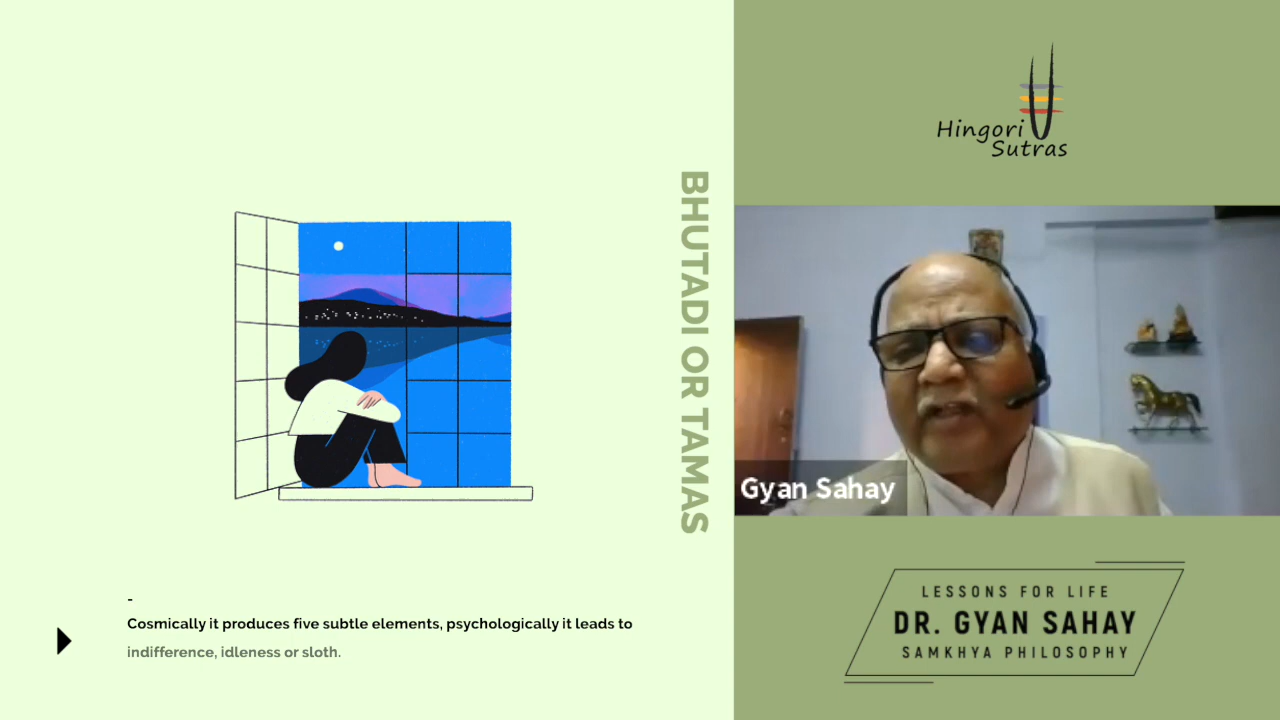 BHUTADI OR TAMAS
-
Cosmically it produces five subtle elements, psychologically it leads to
indifference, idleness or sloth.
Hingori
Sutras
Gyan Sahay
LESSONS FOR LIFE
DR. GYAN SAHAY
SAMKHYA PHILOSOPHY